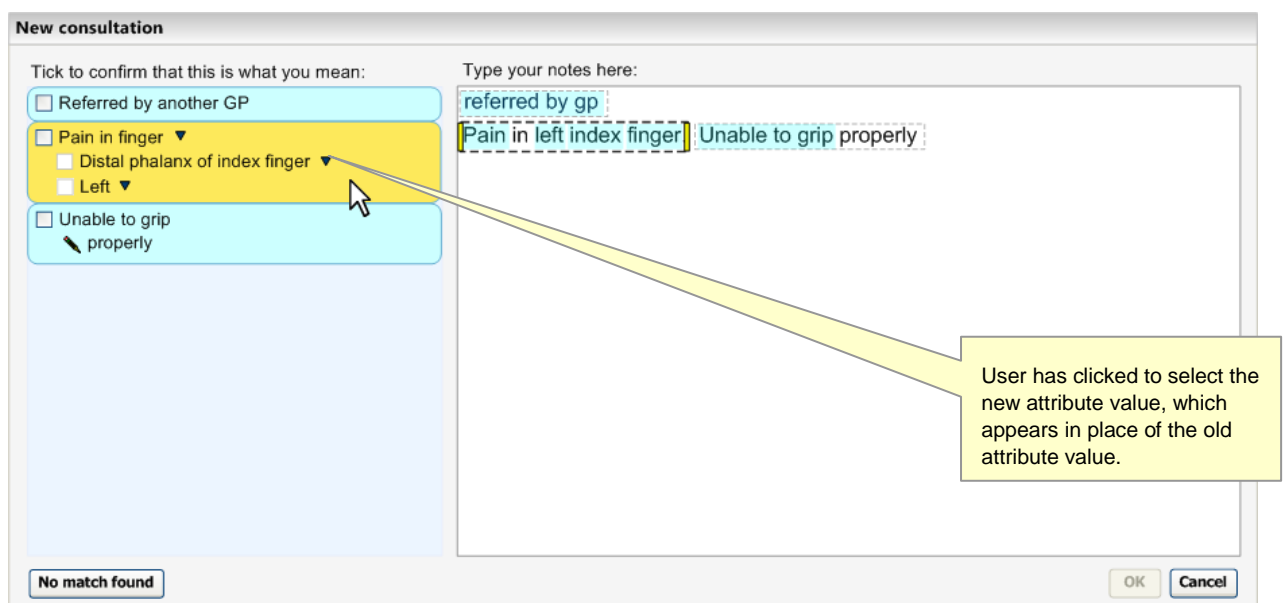 New consultation
Tick to confirm that this is what you mean:
Referred by another GP
Pain in finger
Distal phalanx of index finger
Left
Unable to grip
properly
Type your notes here:
referred by gp
Pain in left index finger Unable to grip properly
User has clicked to select the
new attribute value, which
appears in place of the old
attribute value.
No match found
OK Cancel